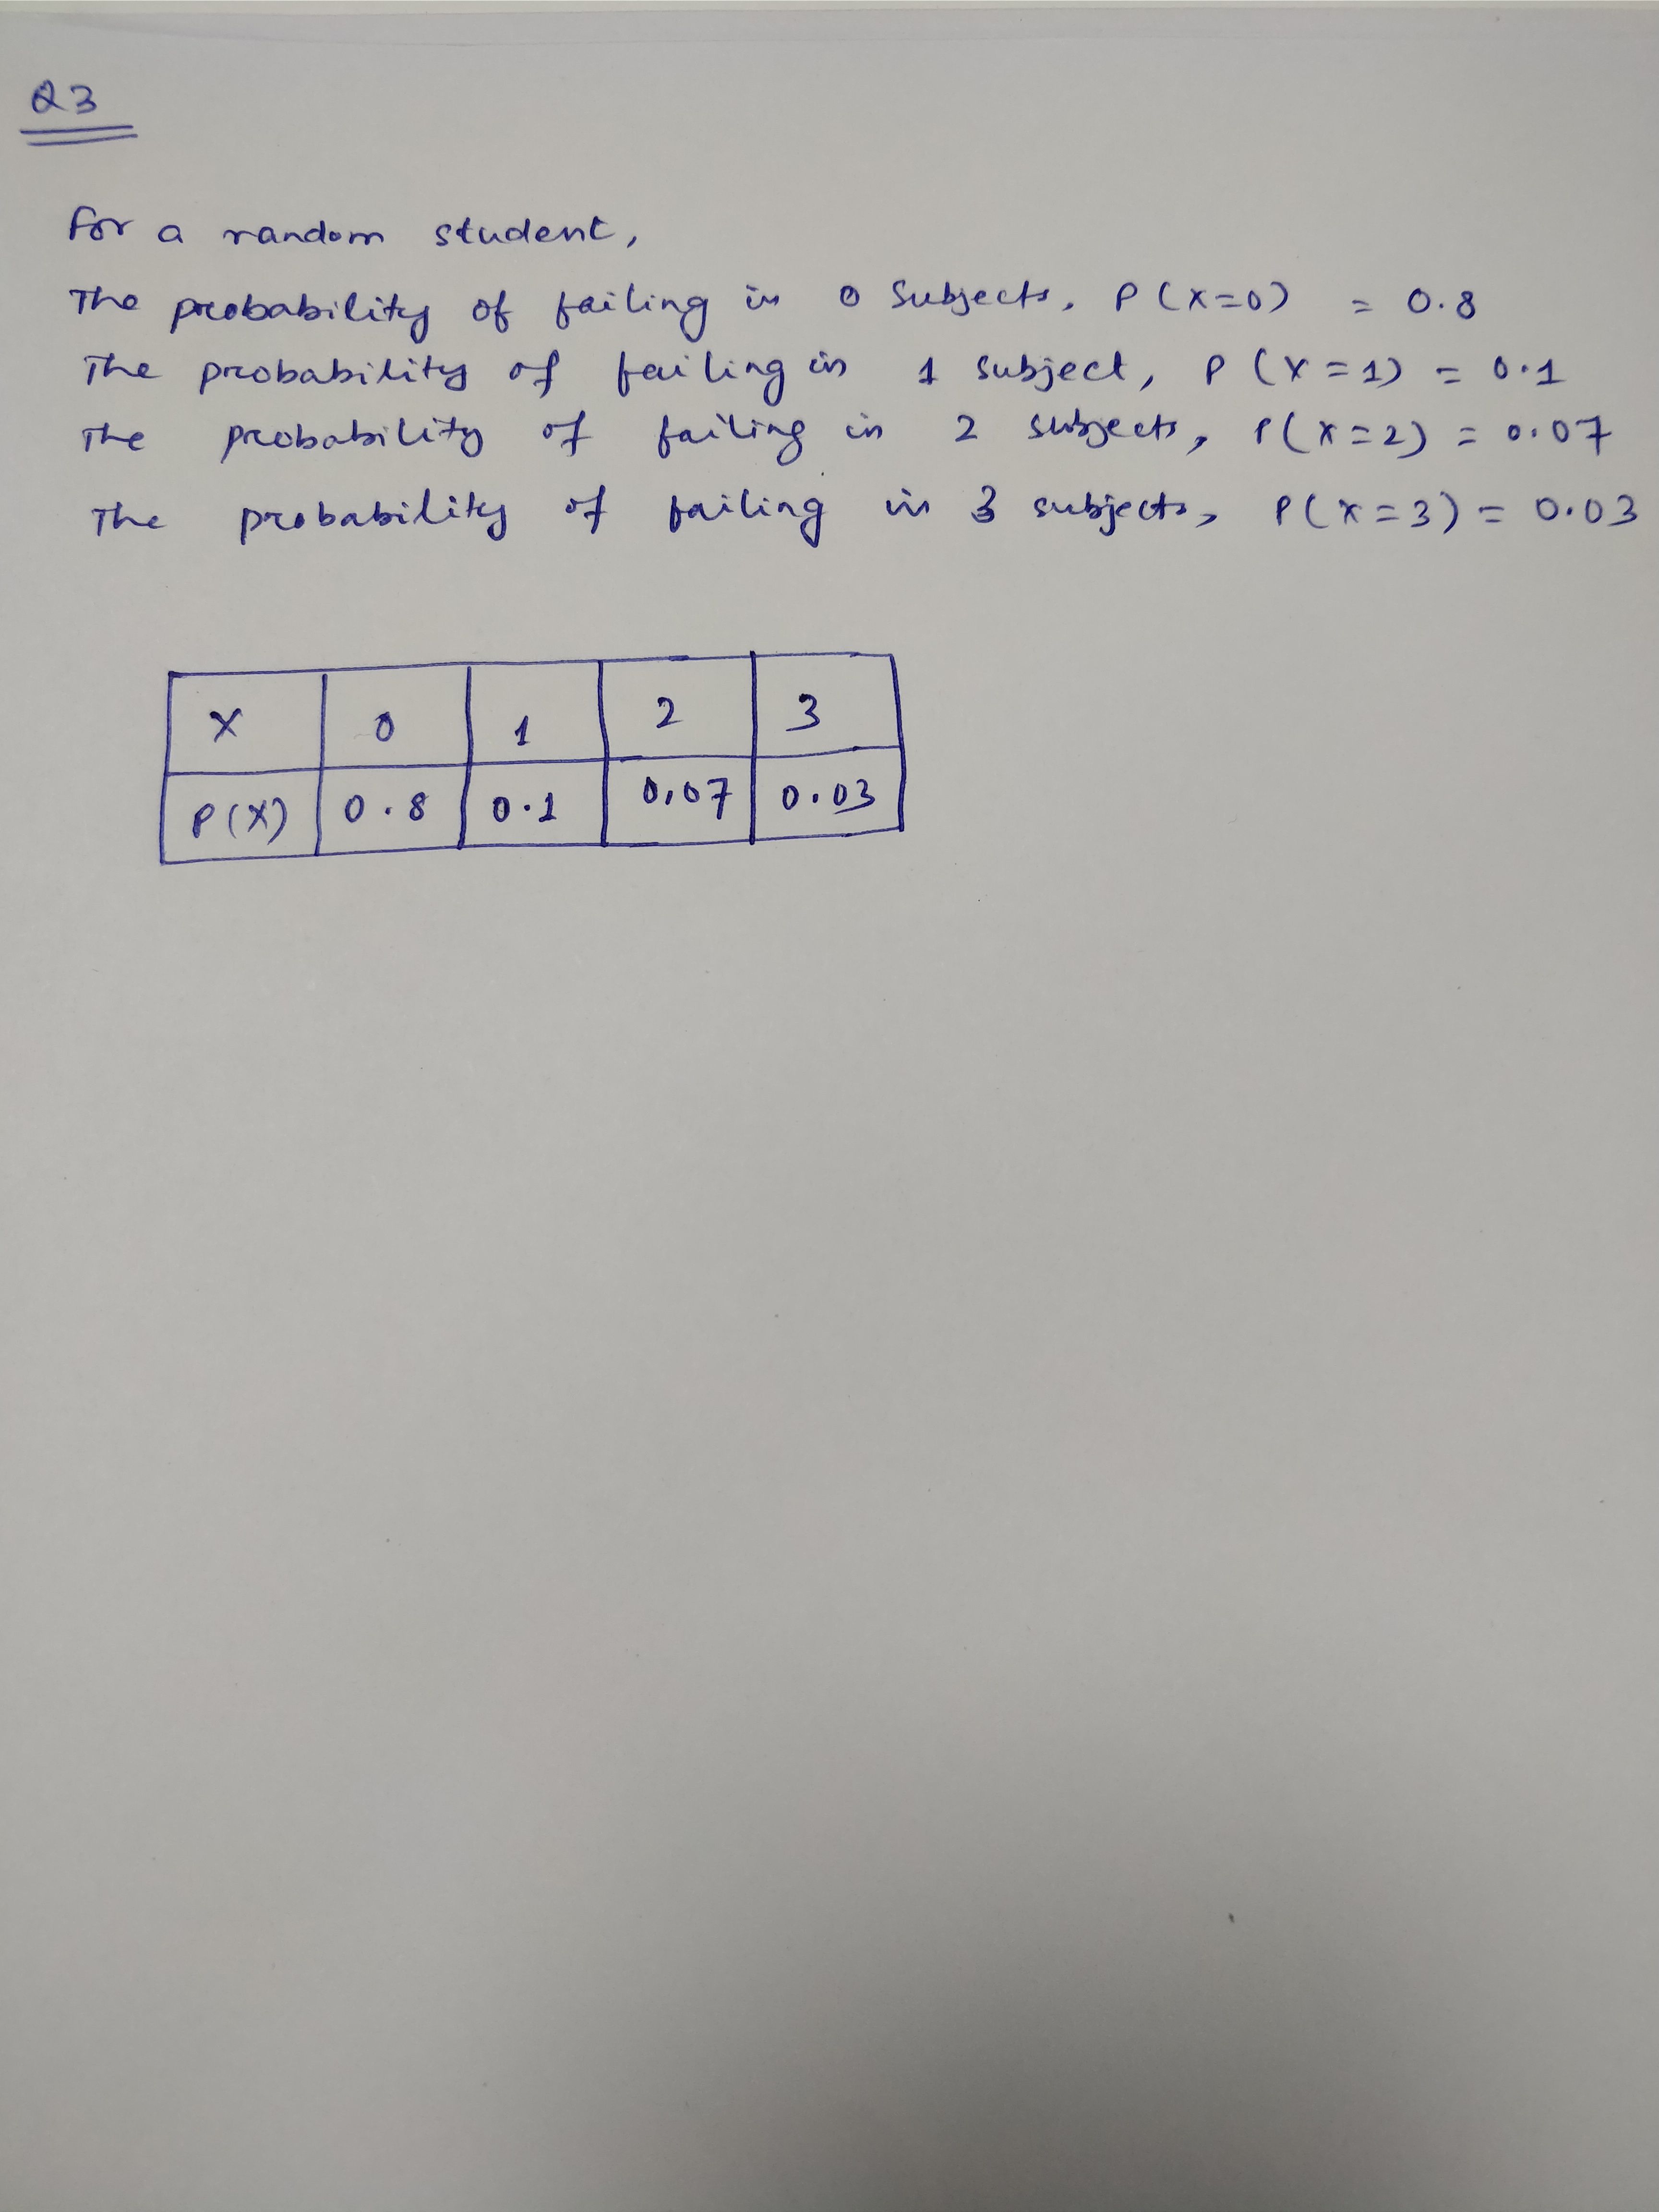 Q3
For a random student,
The probability of failing in 0 Subjects, P(X=0) = 0.8
The probability of failing in 1 subject, P(X=1) = 0.1
The probability of failing in 2 subjects, P(X=2) = 0.07
The probability of failing in 3 subjects, P(X=3) = 0.03
X 0 1 2 3
P(X) 0.8 0.1 0.07 0.03